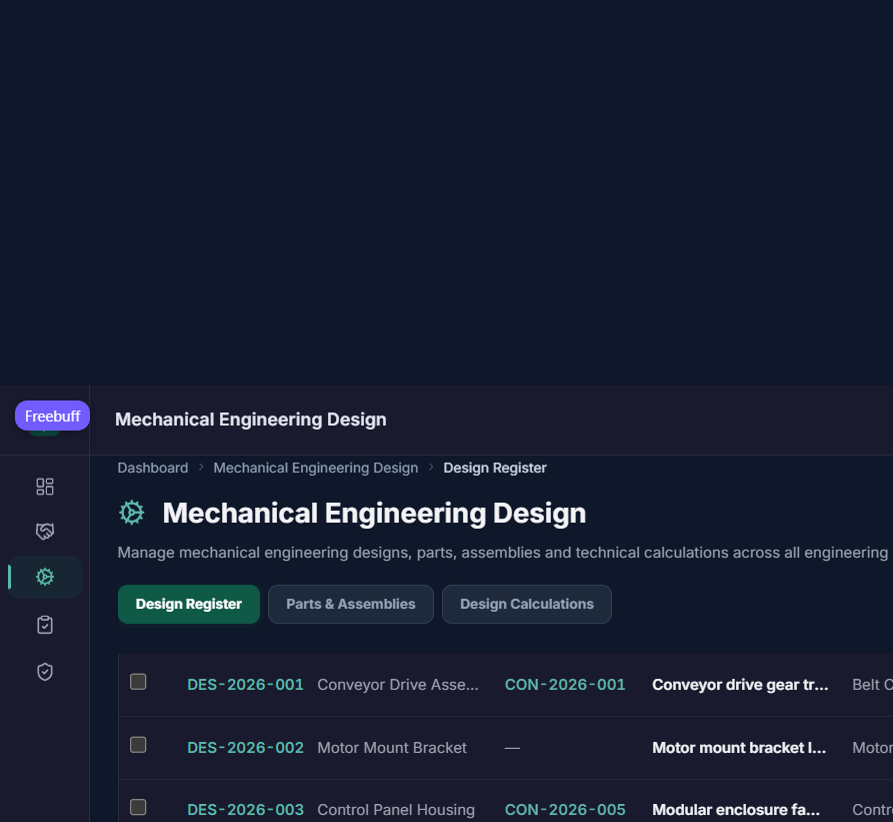 Freebuff
Mechanical Engineering Design
Dashboard > Mechanical Engineering Design > Design Register
Mechanical Engineering Design
Manage mechanical engineering designs, parts, assemblies and technical calculations across all engineering
Design Register Parts & Assemblies Design Calculations
DES-2026-001 Conveyor Drive Asse... CON-2026-001 Conveyor drive gear tr... Belt C
DES-2026-002 Motor Mount Bracket — Motor mount bracket l... Motor
DES-2026-003 Control Panel Housing CON-2026-005 Modular enclosure fa... Contr